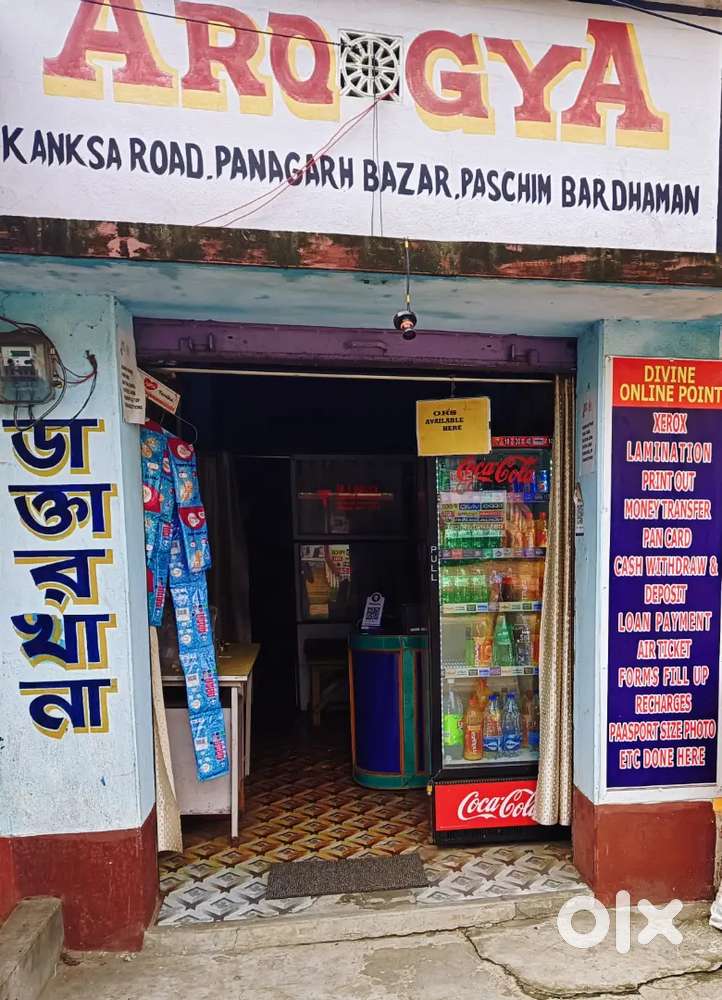 AROGYA
KANKSA ROAD.PANAGARH BAZAR.PASCHIM BARDHAMAN
ডাক্তারখানা
ORS
AVAILABLE
HERE
Coca-Cola
PULL
Coca-Cola
DIVINE
ONLINE POINT
XEROX
LAMINATION
PRINT OUT
MONEY TRANSFER
PAN CARD
CASH WITHDRAW &
DEPOSIT
LOAN PAYMENT
AIR TICKET
FORMS FILL UP
RECHARGES
PAASPORT SIZE PHOTO
ETC DONE HERE
olx